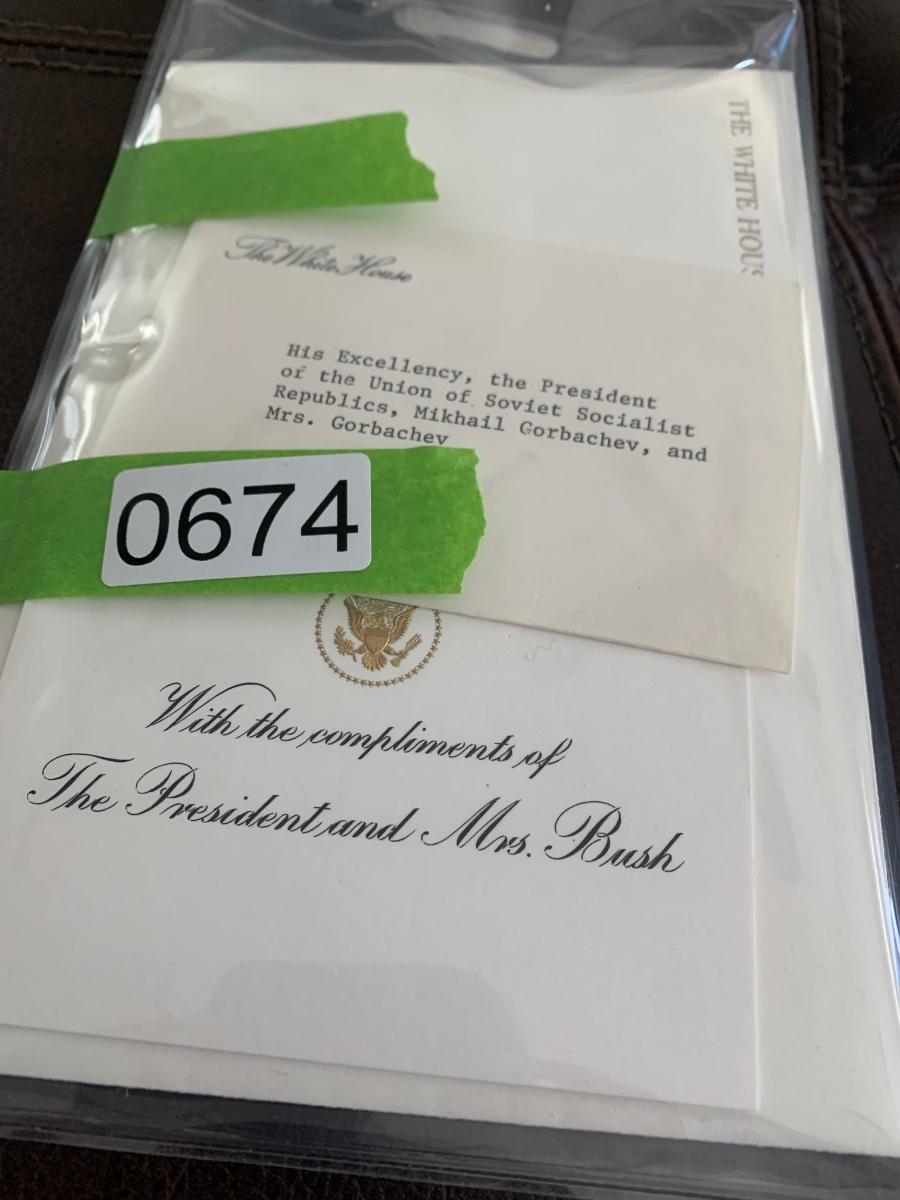 THE WHITE HOUS
The White House
His Excellency, the President
of the Union of Soviet Socialist
Republics, Mikhail Gorbachev, and
Mrs. Gorbachev
0674
With the compliments of
The President and Mrs. Bush